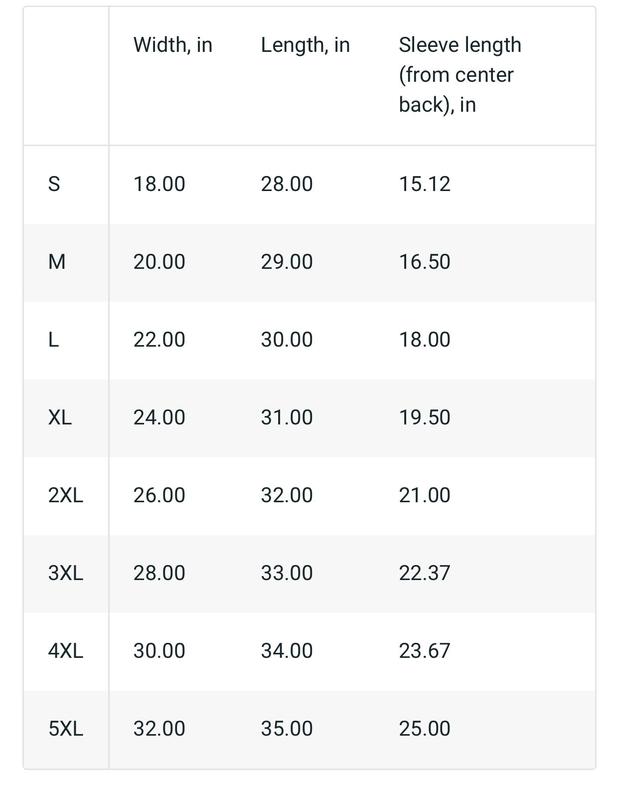 Width, in Length, in Sleeve length
(from center
back), in
S 18.00 28.00 15.12
M 20.00 29.00 16.50
L 22.00 30.00 18.00
XL 24.00 31.00 19.50
2XL 26.00 32.00 21.00
3XL 28.00 33.00 22.37
4XL 30.00 34.00 23.67
5XL 32.00 35.00 25.00